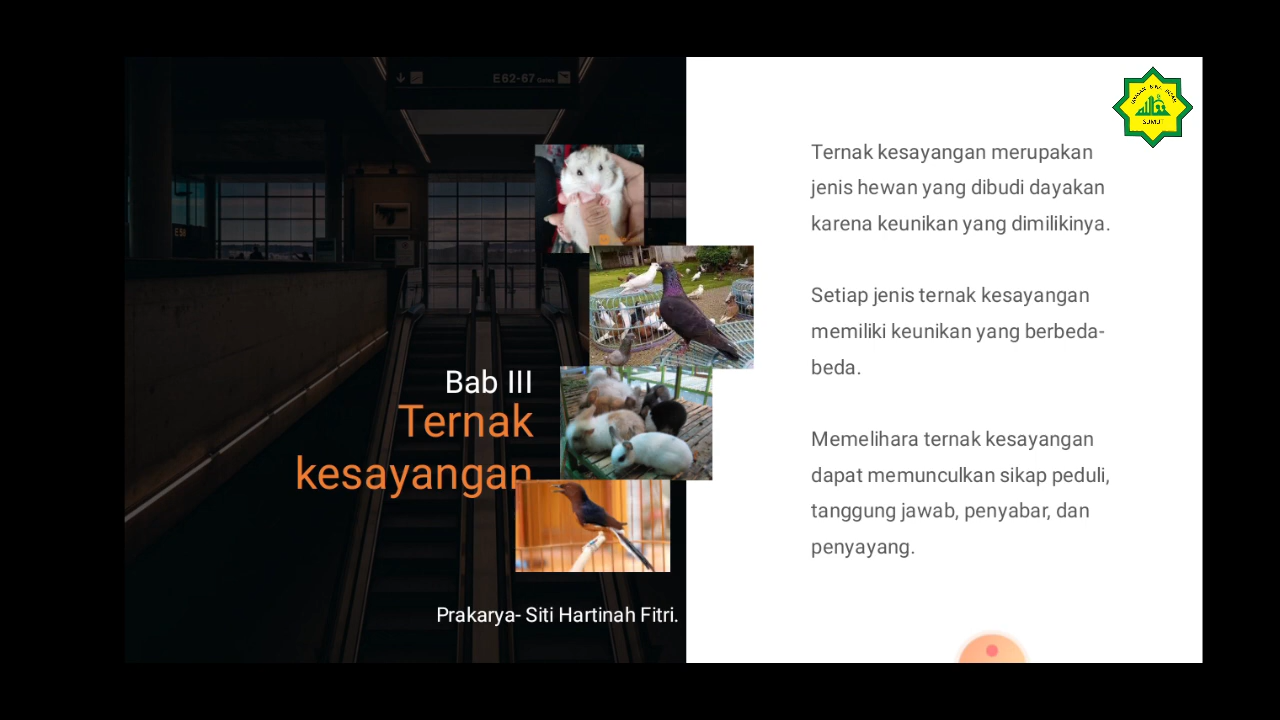 E62-67 Gates
Bab III
Ternak
kesayangan
Prakarya- Siti Hartinah Fitri.
SUMUT
Ternak kesayangan merupakan
jenis hewan yang dibudi dayakan
karena keunikan yang dimilikinya.
Setiap jenis ternak kesayangan
memiliki keunikan yang berbeda-
beda.
Memelihara ternak kesayangan
dapat memunculkan sikap peduli,
tanggung jawab, penyabar, dan
penyayang.